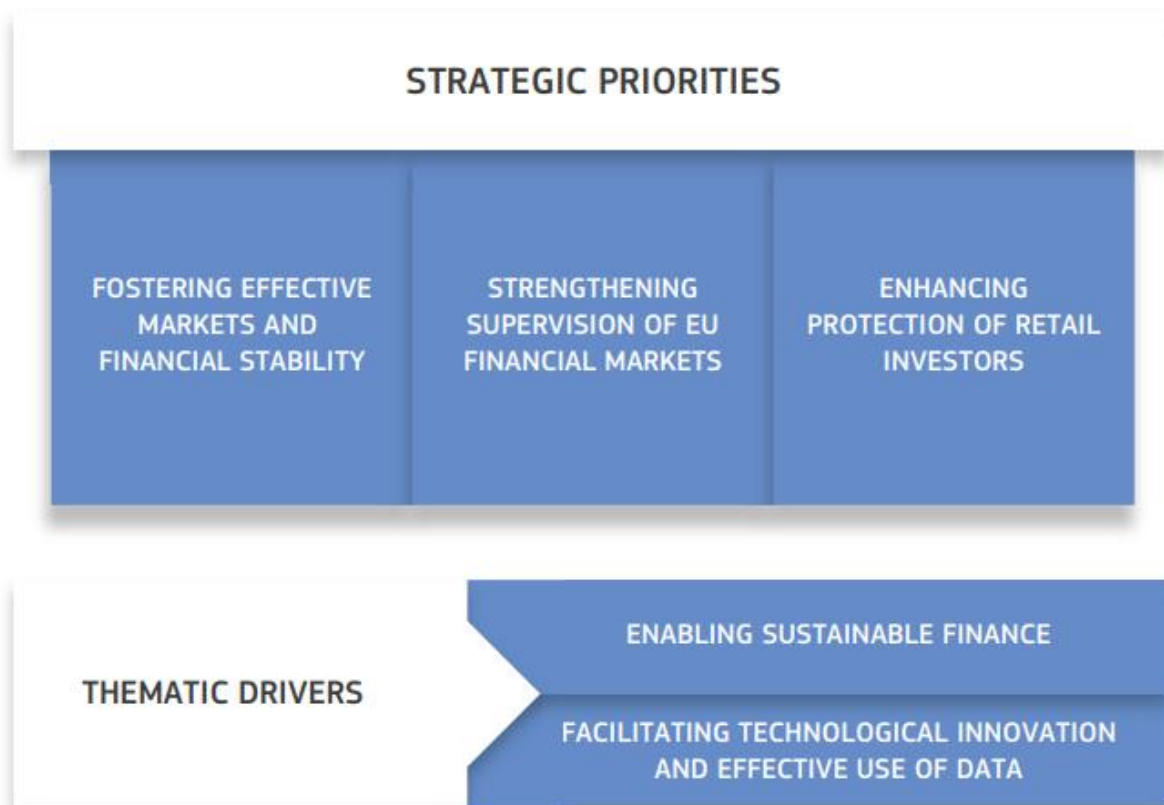 STRATEGIC PRIORITIES
FOSTERING EFFECTIVE
MARKETS AND
FINANCIAL STABILITY
STRENGTHENING
SUPERVISION OF EU
FINANCIAL MARKETS
ENHANCING
PROTECTION OF RETAIL
INVESTORS
THEMATIC DRIVERS
ENABLING SUSTAINABLE FINANCE
FACILITATING TECHNOLOGICAL INNOVATION
AND EFFECTIVE USE OF DATA